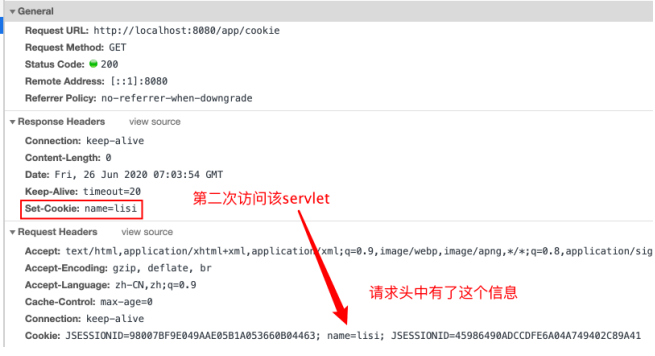 General
Request URL: http://localhost:8080/app/cookie
Request Method: GET
Status Code: 200
Remote Address: [::1]:8080
Referrer Policy: no-referrer-when-downgrade
Response Headers view source
Connection: keep-alive
Content-Length: 0
Date: Fri, 26 Jun 2020 07:03:54 GMT
Keep-Alive: timeout=20
第二次访问该servlet
Set-Cookie: name=lisi
Request Headers view source
Accept: text/html,application/xhtml+xml,application/xml;q=0.9,image/webp,image/apng,*/*;q=0.8,application/sig
Accept-Encoding: gzip, deflate, br
Accept-Language: zh-CN,zh;q=0.9
请求头中有了这个信息
Cache-Control: max-age=0
Connection: keep-alive
Cookie: JSESSIONID=98007BF9E049AAE05B1A053660B04463; name=lisi; JSESSIONID=45986490ADCCDFE6A04A749402C89A41